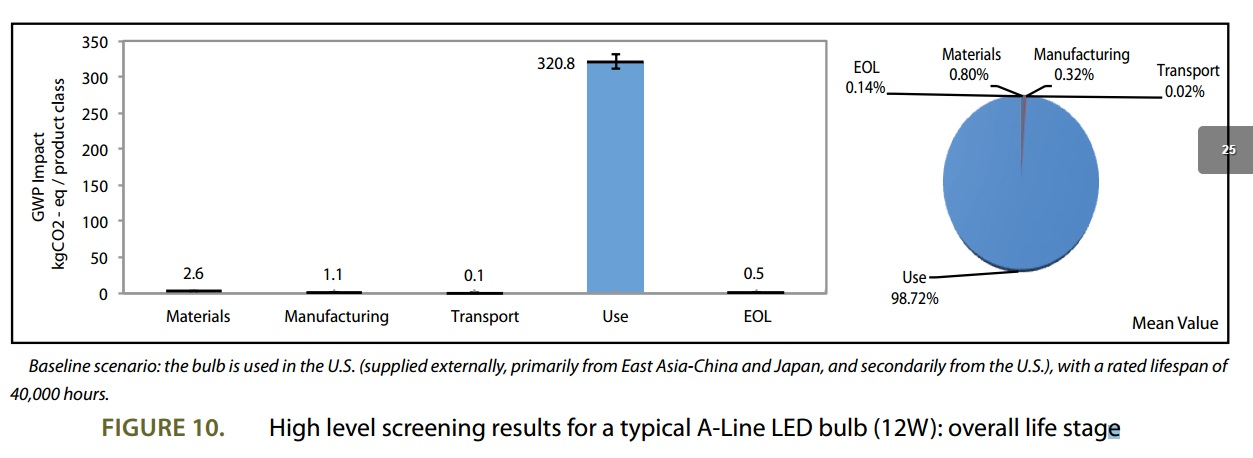 350
300
250
200
150
100
50
0
GWP Impact
kgCO2 - eq / product class
2.6
1.1
0.1
320.8
0.5
Materials
Manufacturing
Transport
Use
EOL
EOL
0.14%
Materials
0.80%
Manufacturing
0.32%
Transport
0.02%
Use
98.72%
Mean Value
25
Baseline scenario: the bulb is used in the U.S. (supplied externally, primarily from East Asia-China and Japan, and secondarily from the U.S.), with a rated lifespan of
40,000 hours.
FIGURE 10. High level screening results for a typical A-Line LED bulb (12W): overall life stage